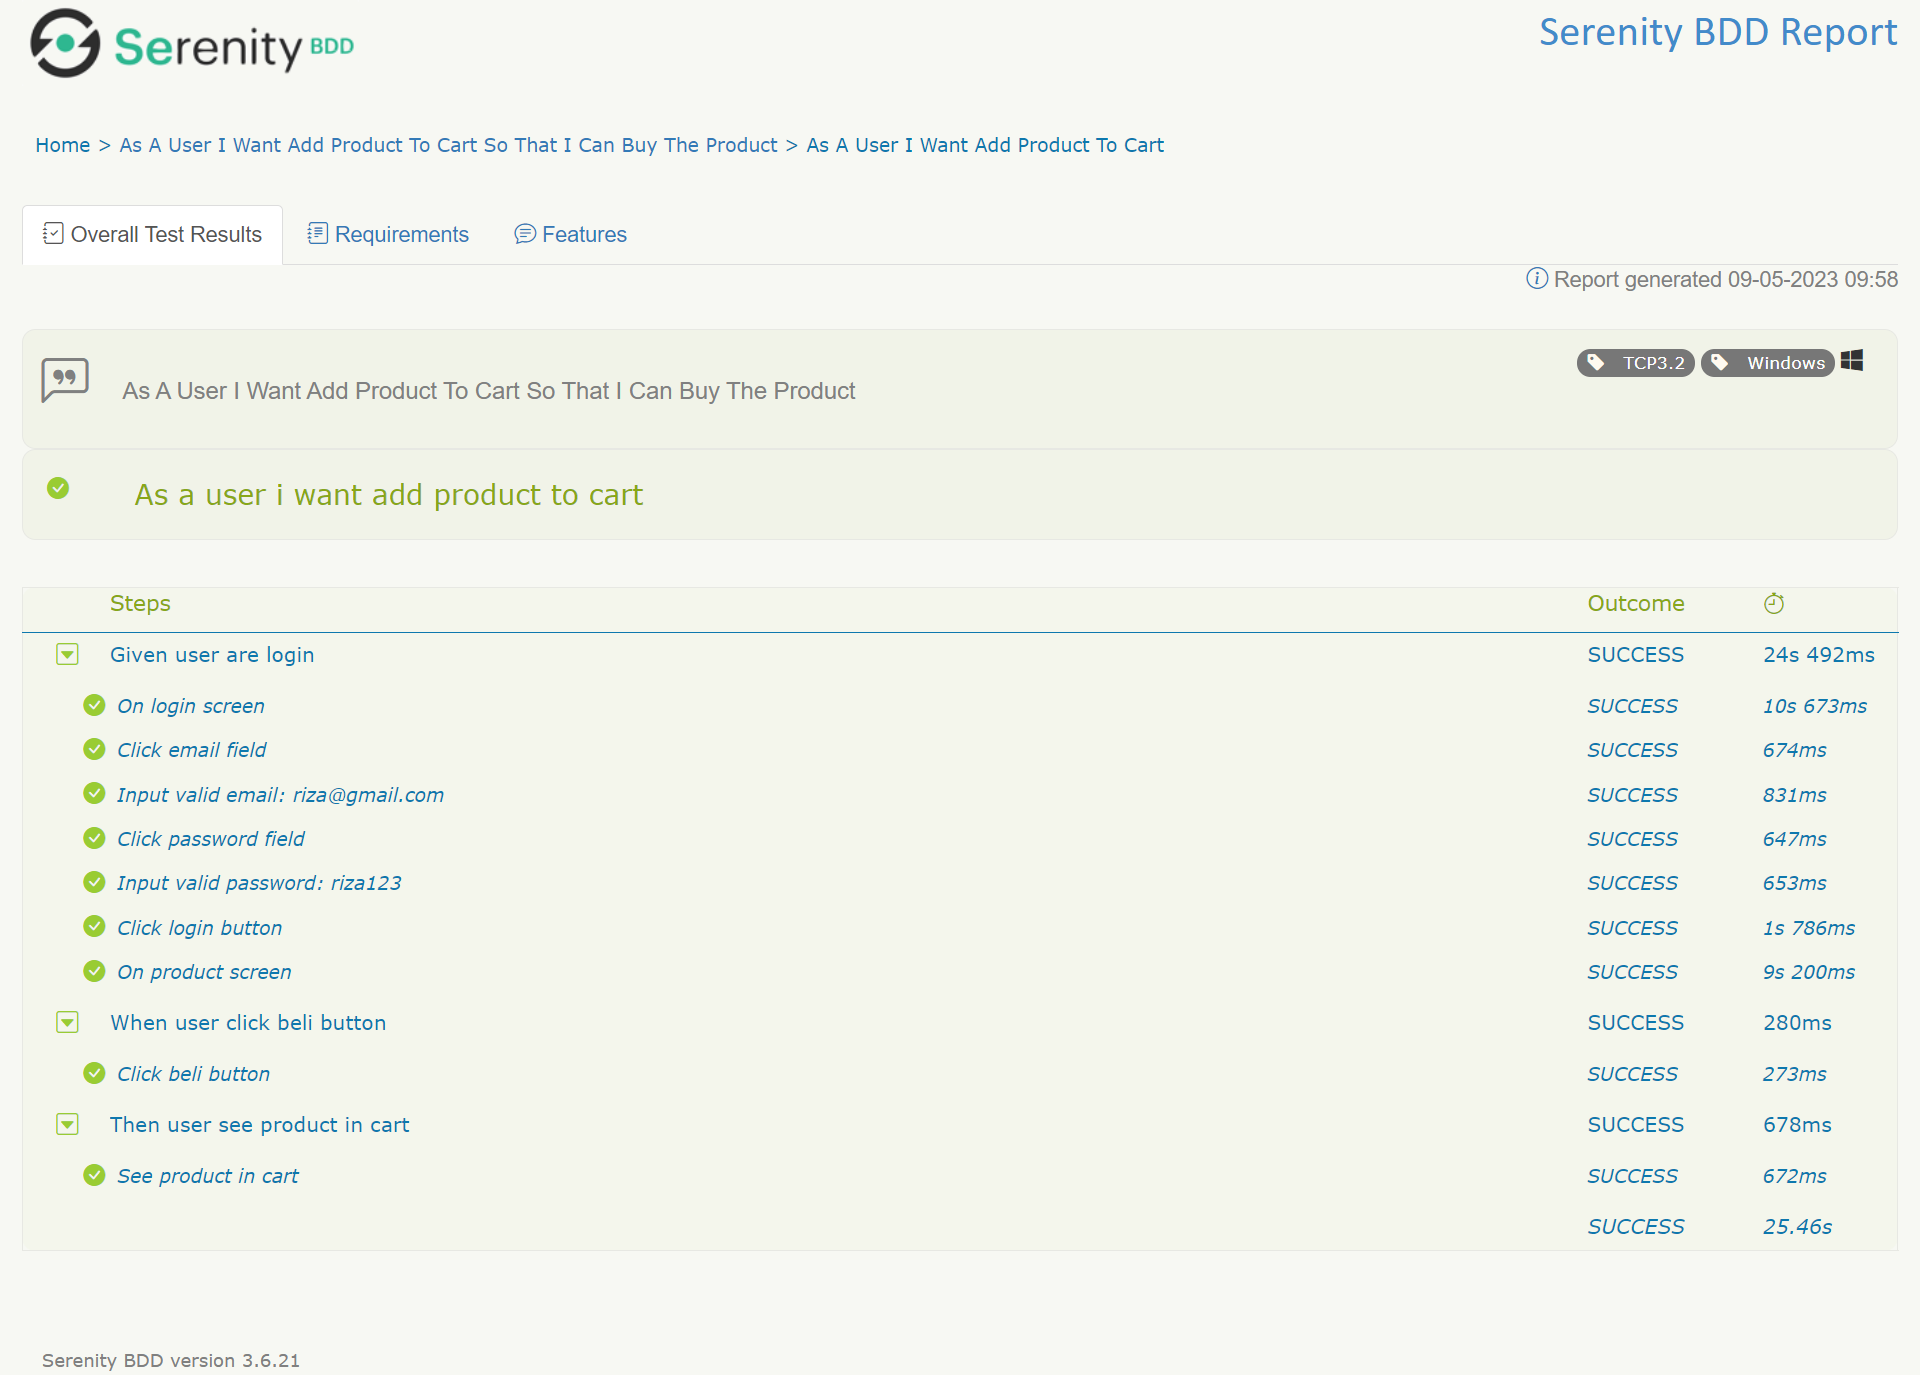 Serenity BDD
Serenity BDD Report
Home > As A User I Want Add Product To Cart So That I Can Buy The Product > As A User I Want Add Product To Cart
Overall Test Results Requirements Features
Report generated 09-05-2023 09:58
TCP3.2 Windows
As A User I Want Add Product To Cart So That I Can Buy The Product
As a user i want add product to cart
Steps Outcome
Given user are login SUCCESS 24s 492ms
On login screen SUCCESS 10s 673ms
Click email field SUCCESS 674ms
Input valid email: riza@gmail.com SUCCESS 831ms
Click password field SUCCESS 647ms
Input valid password: riza123 SUCCESS 653ms
Click login button SUCCESS 1s 786ms
On product screen SUCCESS 9s 200ms
When user click beli button SUCCESS 280ms
Click beli button SUCCESS 273ms
Then user see product in cart SUCCESS 678ms
See product in cart SUCCESS 672ms
SUCCESS 25.46s
Serenity BDD version 3.6.21